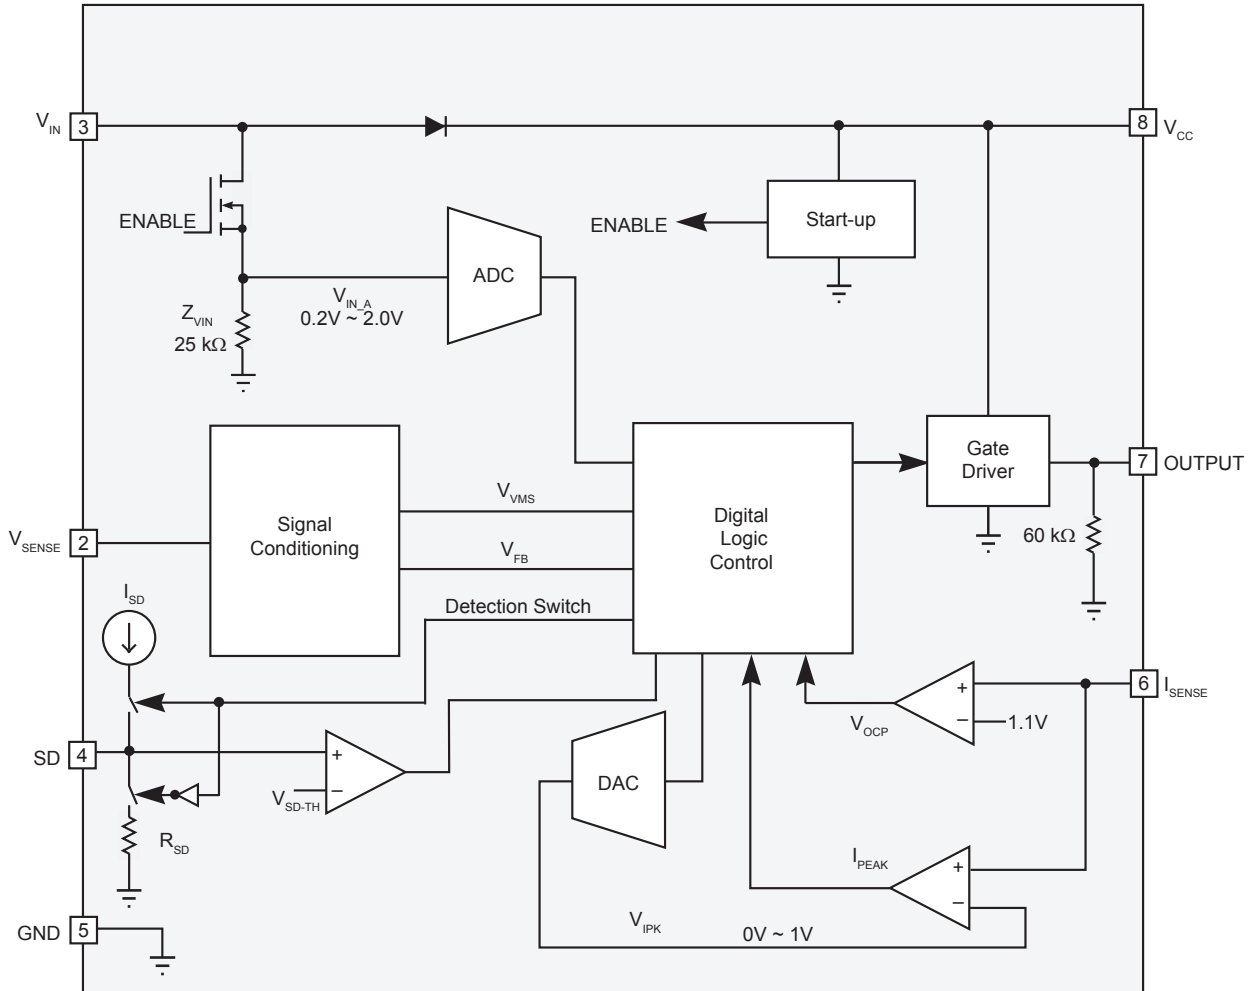 V_IN 3
8 V_CC
ENABLE
ENABLE
Start-up
ADC
V_IN_A
0.2V ~ 2.0V
Z_VIN
25 kΩ
Signal
Conditioning
V_VMS
V_FB
Digital
Logic
Control
Gate
Driver
7 OUTPUT
60 kΩ
V_SENSE 2
I_SD
Detection Switch
SD 4
+
−
V_SD-TH
R_SD
DAC
V_OCP
+
−
1.1V
6 I_SENSE
I_PEAK
+
−
V_IPK
0V ~ 1V
GND 5